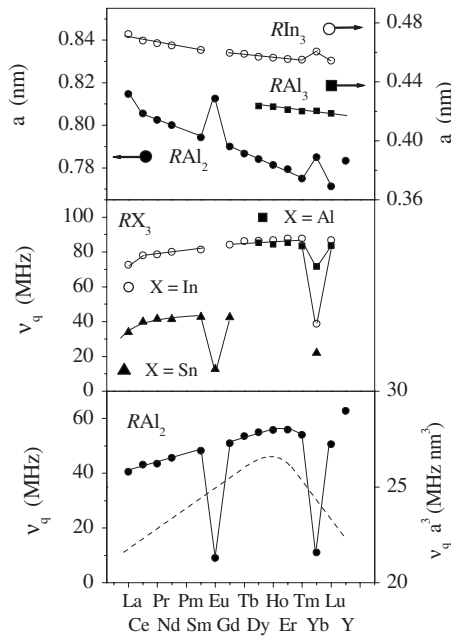 0.84
0.82
0.80
0.78
a (nm)
RIn3
RAl3
RAl2
0.48
0.44
0.40
0.36
a (nm)
100
80
60
40
20
0
νq (MHz)
RX3
X = Al
X = In
X = Sn
60
40
20
0
νq (MHz)
RAl2
30
25
20
νq a³ (MHz nm³)
La Pr Pm Eu Tb Ho Tm Lu
Ce Nd Sm Gd Dy Er Yb Y